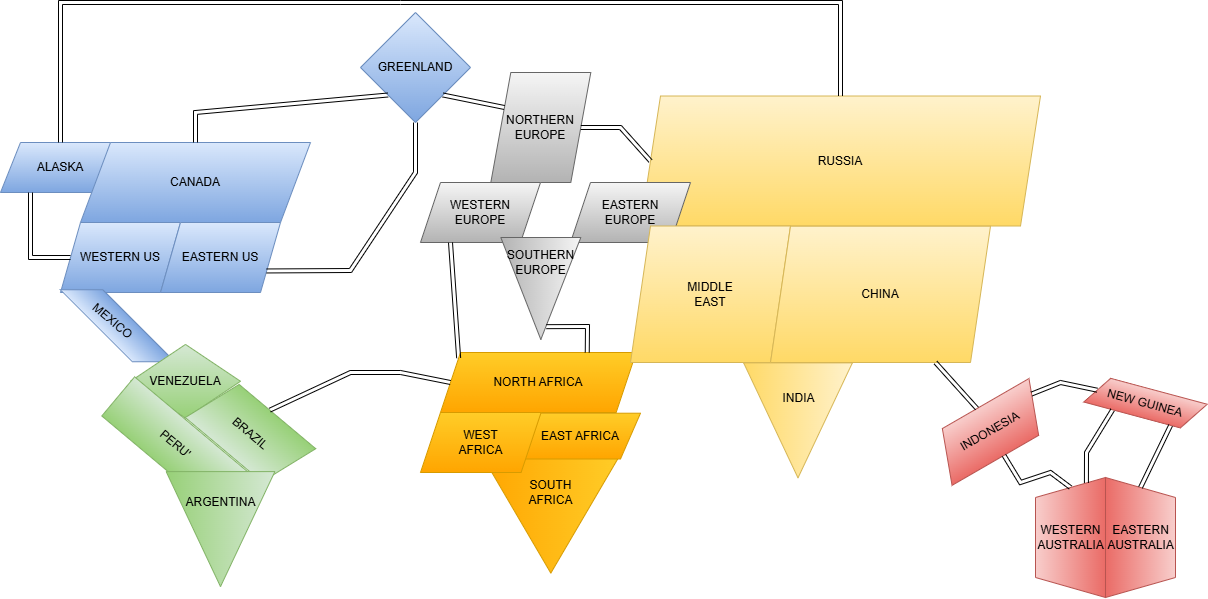 GREENLAND
NORTHERN
EUROPE
RUSSIA
ALASKA
CANADA
WESTERN
EUROPE
EASTERN
EUROPE
WESTERN US
EASTERN US
SOUTHERN
EUROPE
MIDDLE
EAST
CHINA
MEXICO
VENEZUELA
NORTH AFRICA
INDIA
NEW GUINEA
BRAZIL
PERU'
WEST
AFRICA
EAST AFRICA
INDONESIA
ARGENTINA
SOUTH
AFRICA
WESTERN
AUSTRALIA
EASTERN
AUSTRALIA